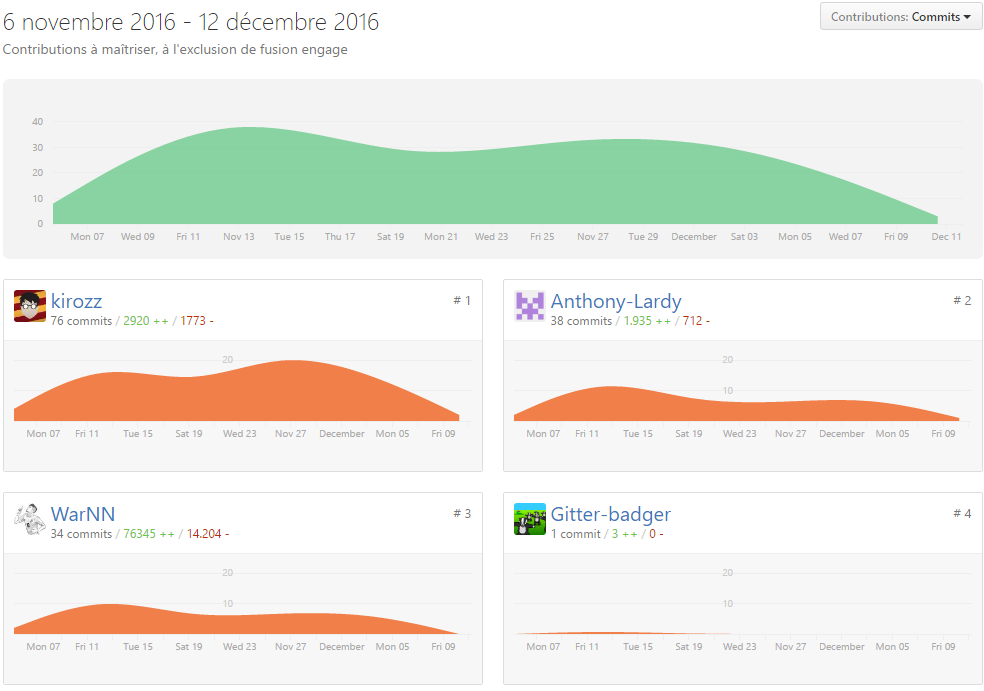 6 novembre 2016 - 12 décembre 2016
Contributions: Commits
Contributions à maîtriser, à l'exclusion de fusion engage
40
30
20
10
0
Mon 07 Wed 09 Fri 11 Nov 13 Tue 15 Thu 17 Sat 19 Mon 21 Wed 23 Fri 25 Nov 27 Tue 29 December Sat 03 Mon 05 Wed 07 Fri 09 Dec 11
kirozz # 1
76 commits / 2920 ++ / 1773 -
20
Mon 07 Fri 11 Tue 15 Sat 19 Wed 23 Nov 27 December Mon 05 Fri 09
Anthony-Lardy # 2
38 commits / 1.935 ++ / 712 -
20
10
Mon 07 Fri 11 Tue 15 Sat 19 Wed 23 Nov 27 December Mon 05 Fri 09
WarNN # 3
34 commits / 76345 ++ / 14.204 -
20
10
Mon 07 Fri 11 Tue 15 Sat 19 Wed 23 Nov 27 December Mon 05 Fri 09
Gitter-badger # 4
1 commit / 3 ++ / 0 -
20
10
Mon 07 Fri 11 Tue 15 Sat 19 Wed 23 Nov 27 December Mon 05 Fri 09